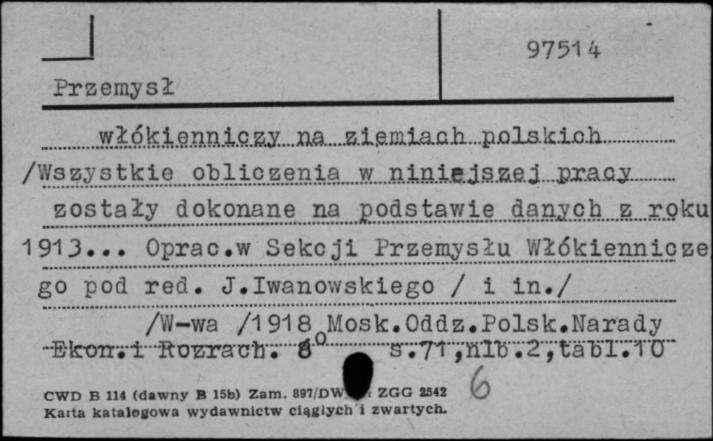 97514
Przemysł
włókienniczy na ziemiach polskich
/Wszystkie obliczenia w niniejszej pracy
zostały dokonane na podstawie danych z roku
1913... Oprac.w Sekcji Przemysłu Włókiennicze
go pod red. J.Iwanowskiego / i in./
/W-wa /1918 Mosk.Oddz.Polsk.Narady
Ekon.i Rozrach. 8° s.71,nlb.2,tabl.10
6
CWD B 114 (dawny B 15b) Zam. 897/DW ZGG 2542
Karta katalogowa wydawnictw ciągłych i zwartych.